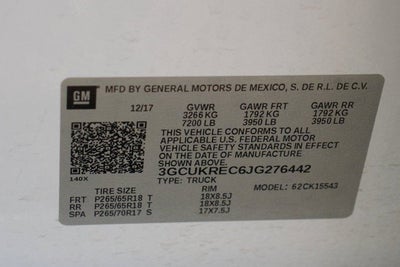 GM MFD BY GENERAL MOTORS DE MEXICO, S. DE R.L. DE C.V.
12/17 GVWR GAWR FRT GAWR RR
3266 KG 1792 KG 1792 KG
7200 LB 3950 LB 3950 LB
THIS VEHICLE CONFORMS TO ALL
APPLICABLE U.S. FEDERAL MOTOR
VEHICLE SAFETY STANDARDS IN EFFECT
ON THE DATE OF MANUFACTURE
SHOWN ABOVE.
3GCUKREC6JG276442
140X TYPE: TRUCK MODEL: 62CK15543
TIRE SIZE RIM
FRT P265/65R18 T 18X8.5J
RR P265/65R18 T 18X8.5J
SPA P265/70R17 S 17X7.5J